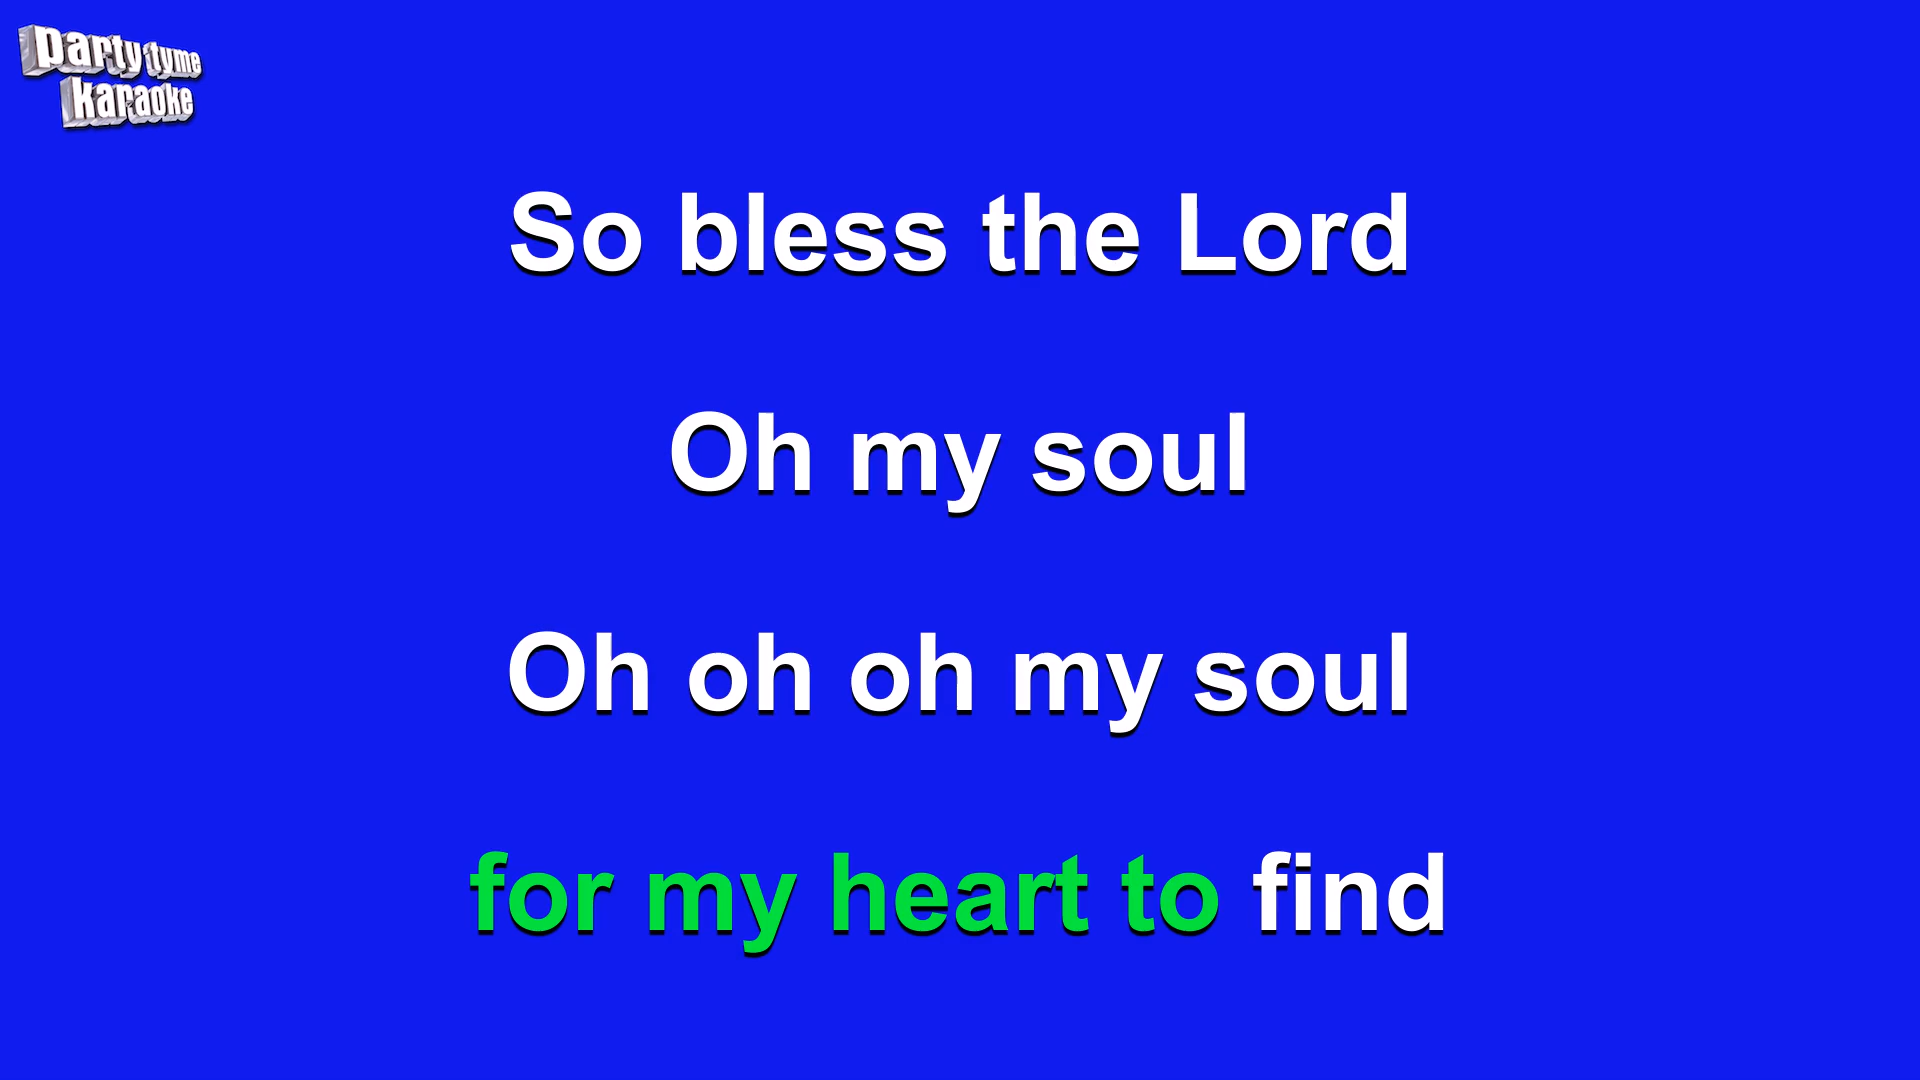 party tyme
karaoke
So bless the Lord
Oh my soul
Oh oh oh my soul
for my heart to find